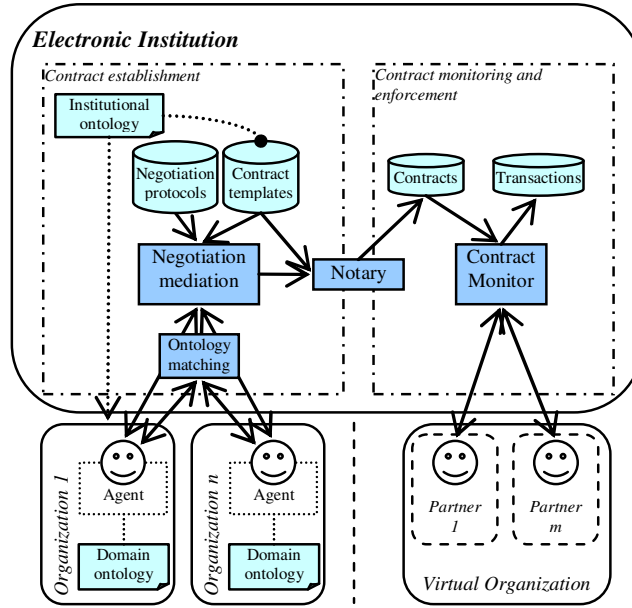 Electronic Institution
Contract establishment
Contract monitoring and
enforcement
Institutional
ontology
Negotiation
protocols
Contract
templates
Contracts
Transactions
Negotiation
mediation
Notary
Contract
Monitor
Ontology
matching
Organization 1
Agent
Domain
ontology
Organization n
Agent
Domain
ontology
Partner
1
Partner
m
Virtual Organization